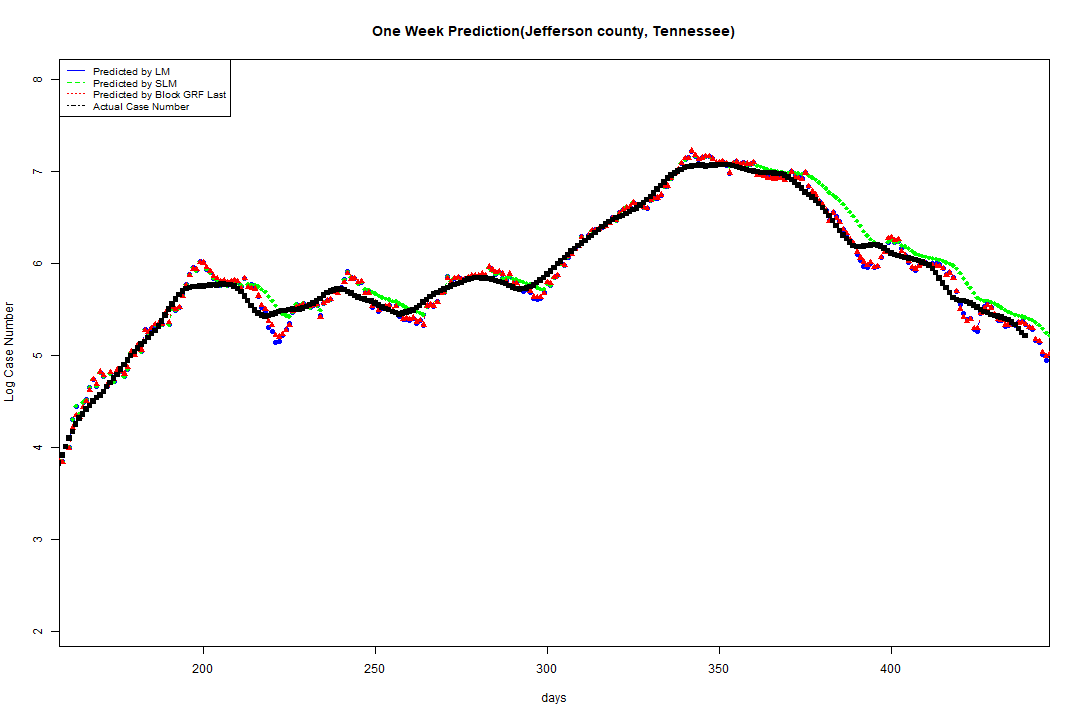 One Week Prediction(Jefferson county, Tennessee)
Predicted by LM
Predicted by SLM
Predicted by Block GRF Last
Actual Case Number
8
7
6
5
4
3
2
Log Case Number
200 250 300 350 400
days